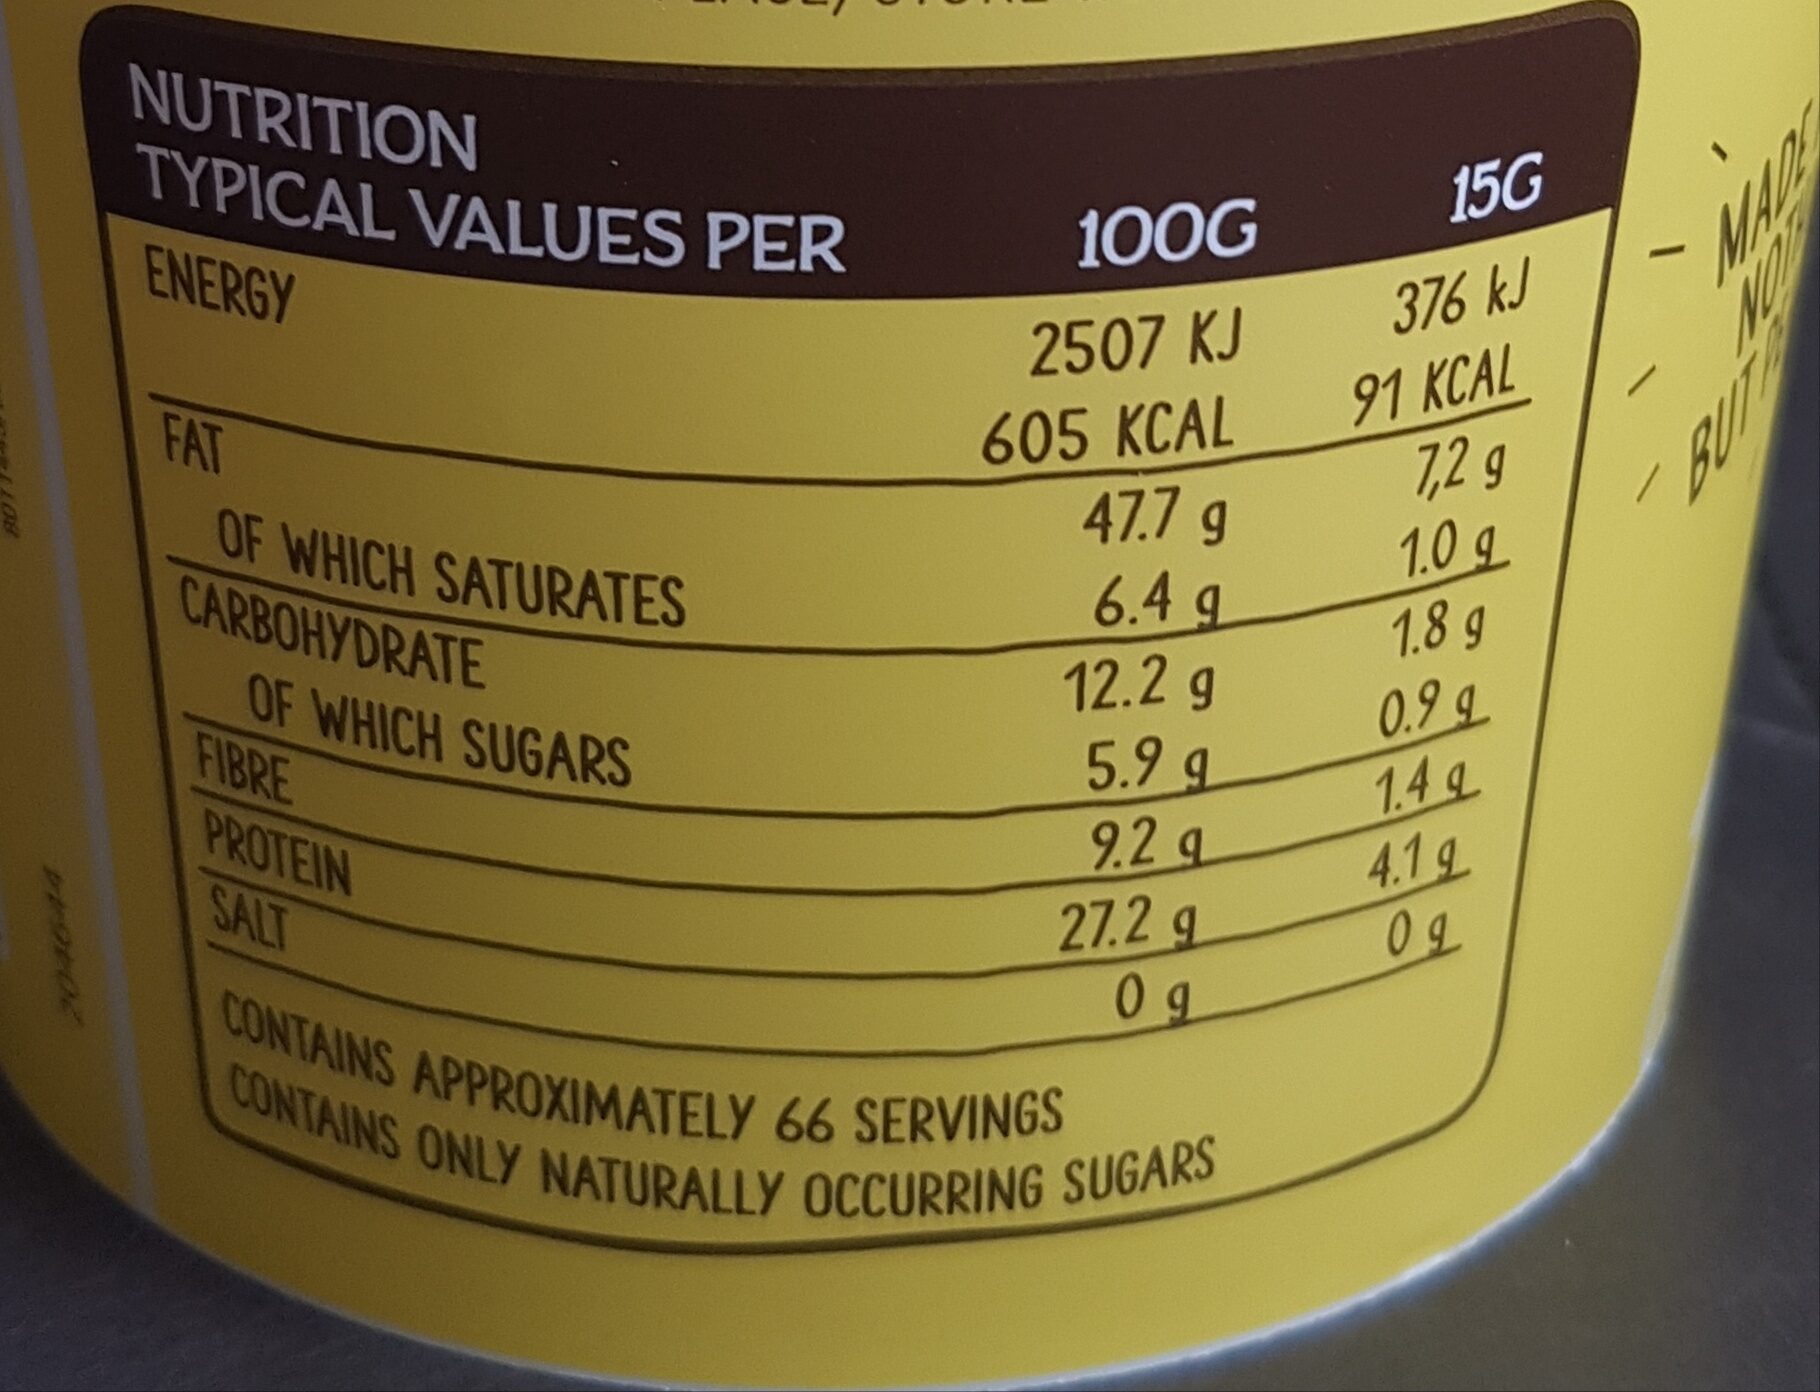 NUTRITION
TYPICAL VALUES PER 100G 15G
ENERGY 2507 KJ 376 kJ
605 KCAL 91 KCAL
FAT 47.7 g 7,2 g
OF WHICH SATURATES 6.4 g 1.0 g
CARBOHYDRATE 12.2 g 1.8 g
OF WHICH SUGARS 5.9 g 0.9 g
FIBRE 9.2 g 1.4 g
PROTEIN 27.2 g 4.1 g
SALT 0 g 0 g
CONTAINS APPROXIMATELY 66 SERVINGS
CONTAINS ONLY NATURALLY OCCURRING SUGARS
MADE
BUT